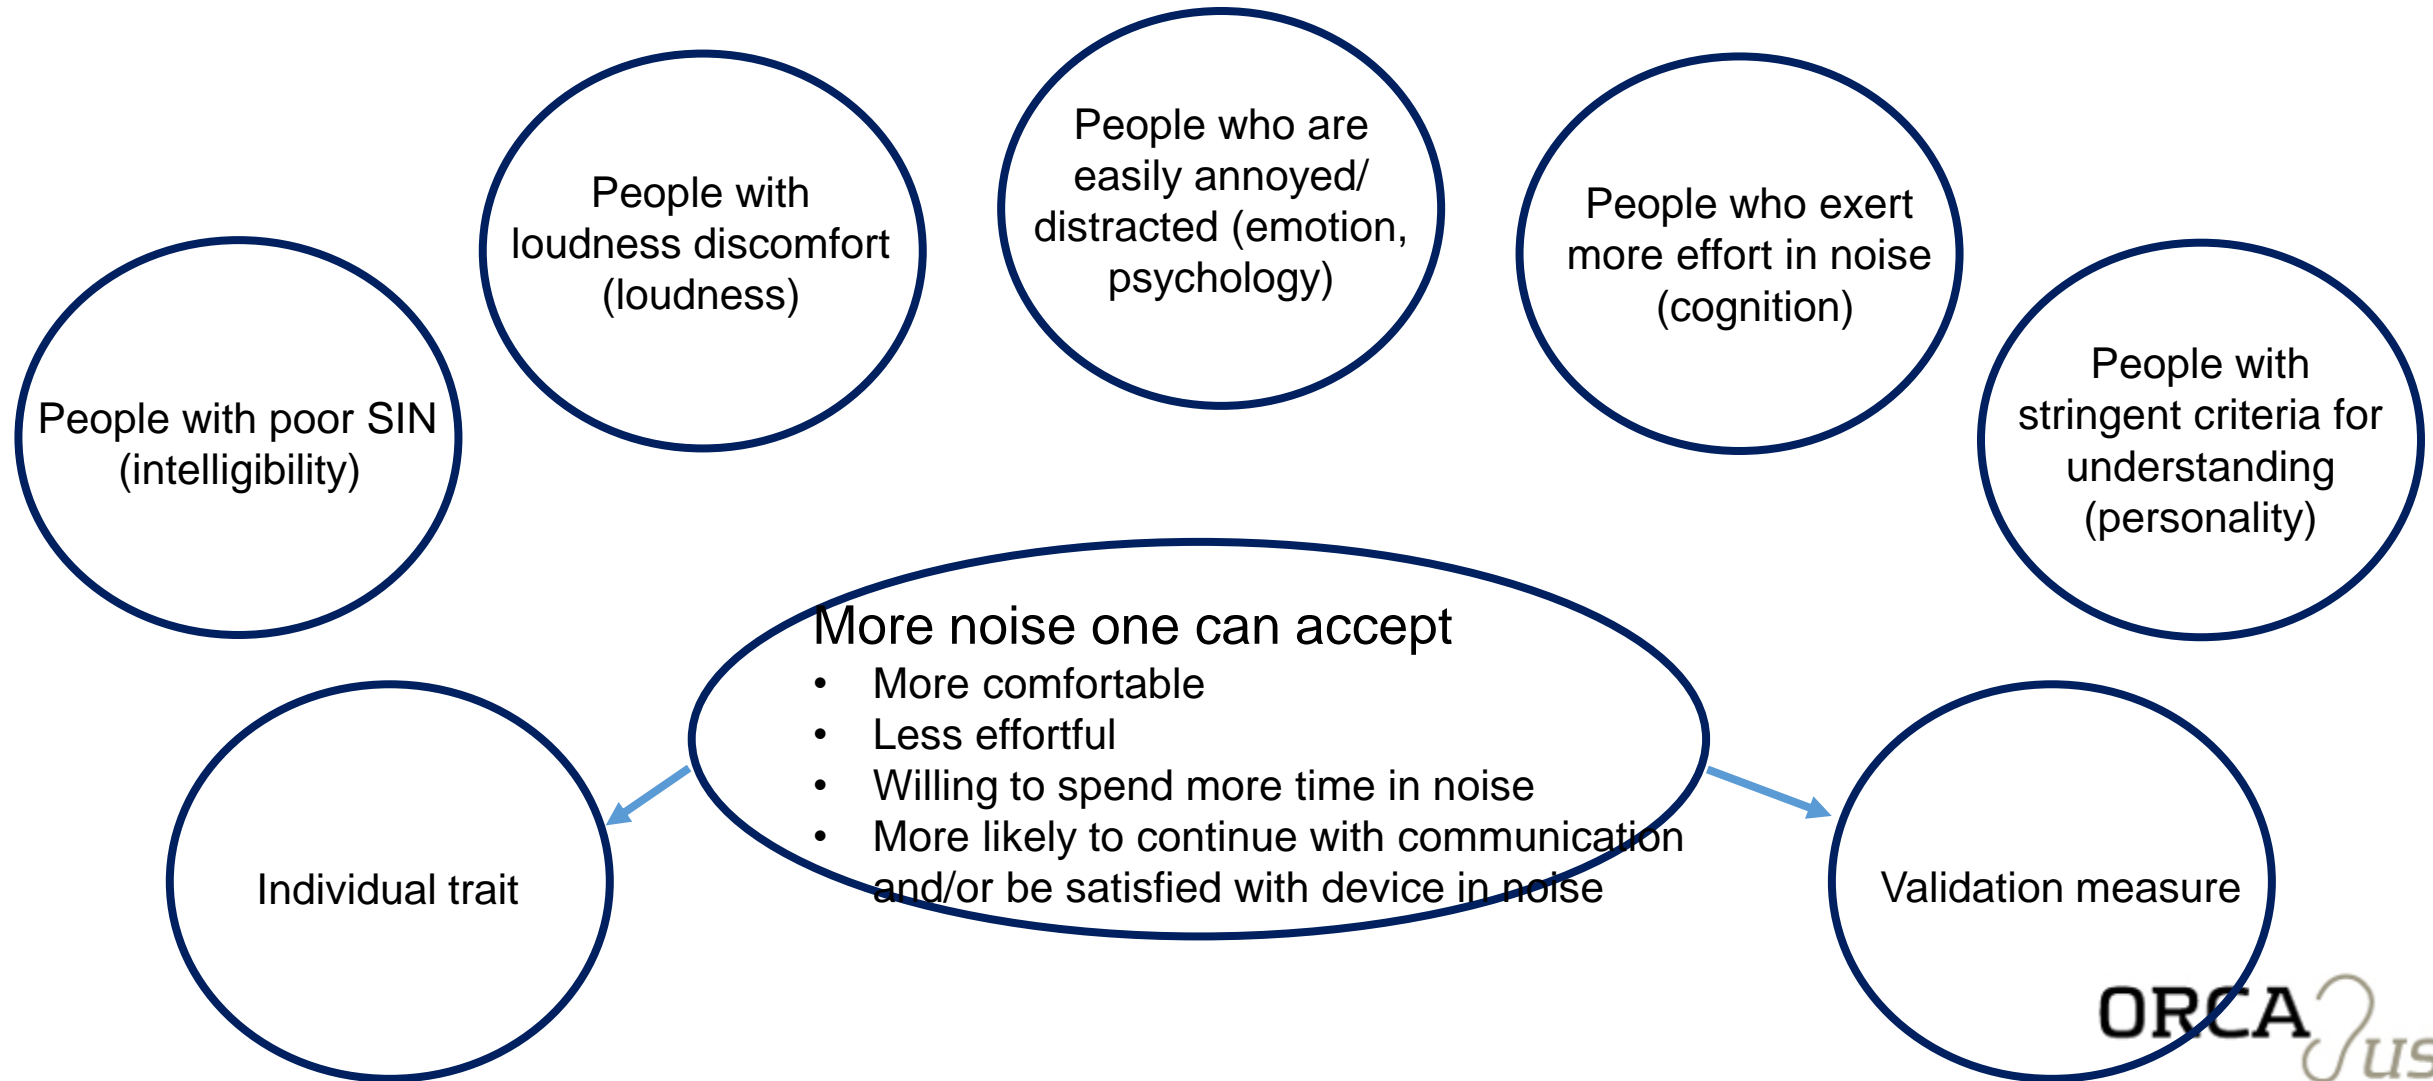 People who are
easily annoyed/
distracted (emotion,
psychology)
People with
loudness discomfort
(loudness)
People who exert
more effort in noise
(cognition)
People with poor SIN
(intelligibility)
People with
stringent criteria for
understanding
(personality)
More noise one can accept
• More comfortable
• Less effortful
• Willing to spend more time in noise
• More likely to continue with communication
and/or be satisfied with device in noise
Individual trait
Validation measure
ORCA
us